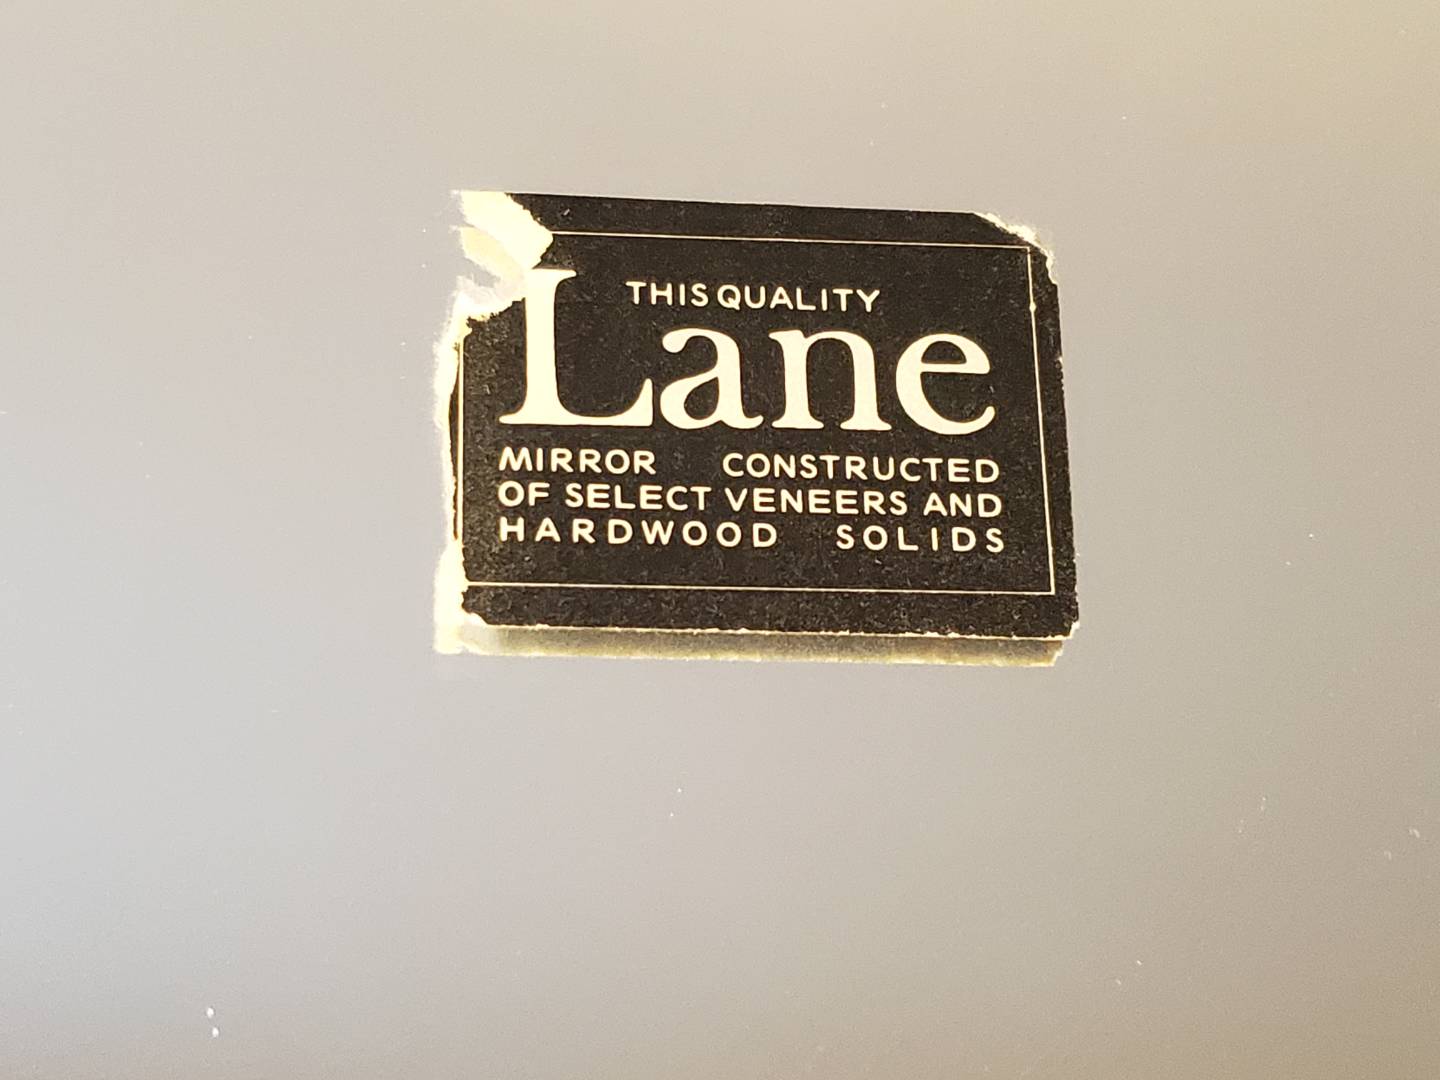 THIS QUALITY
Lane
MIRROR CONSTRUCTED
OF SELECT VENEERS AND
HARDWOOD SOLIDS